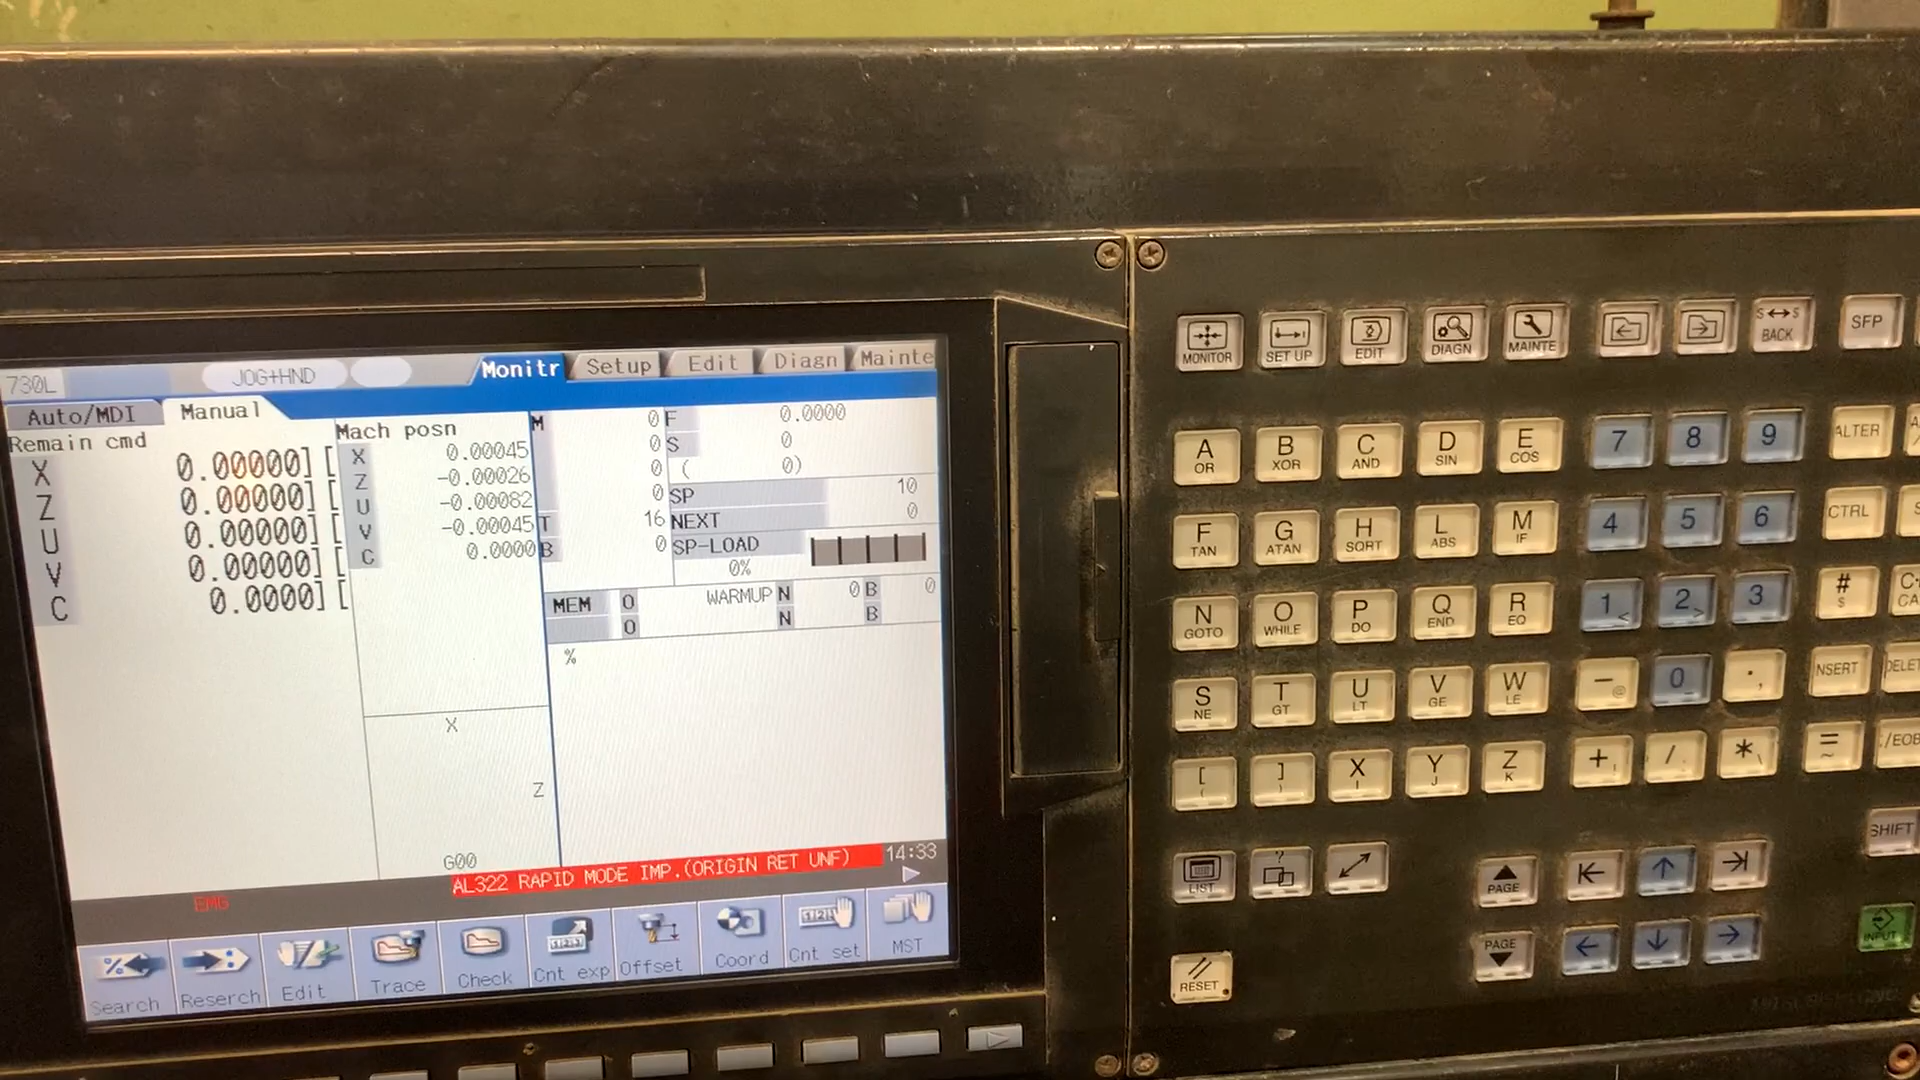 730L JOG+HND Monitr Setup Edit Diagn Mainte
Auto/MDI Manual
Remain cmd
X 0.00000][
Z 0.00000][
U 0.00000][
V 0.00000][
C 0.0000][
Mach posn
X 0.00045
Z -0.00026
U -0.00082
V -0.00045
C 0.0000
M 0
0
0
0
T 16
B 0
F 0.0000
S 0
( 0)
SP 10
NEXT 0
SP-LOAD
0%
MEM O WARMUP N 0 B 0
O N B
%
X
Z
G00
AL322 RAPID MODE IMP.(ORIGIN RET UNF) 14:33
EMG
Search Reserch Edit Trace Check Cnt exp Offset Coord Cnt set MST
MONITOR SET UP EDIT DIAGN MAINTE S↔S BACK SFP
A OR B XOR C AND D SIN E COS 7 8 9 ALTER
F TAN G ATAN H SQRT L ABS M IF 4 5 6 CTRL
N GOTO O WHILE P DO Q END R EQ 1 < 2 > 3 # $
S NE T GT U LT V GE W LE - @ 0 _ . ,
[ ( ] ) X I Y J Z K + ! / . * \ = ~ ;/EOB
LIST ? PAGE SHIFT
RESET PAGE INPUT